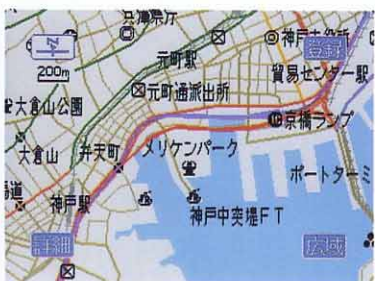 兵庫県庁
神戸市役所
登録
200m
元町駅
貿易センター駅
元町通派出所
大倉山公園
京橋ランプ
大倉山
弁天町
メリケンパーク
ポートターミ
神戸駅
神戸中突堤FT
詳細
広域